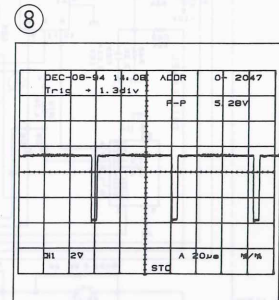 8
DEC-08-94 14:08 ADDR 0- 2047
Trig + 1.3div
P-P 5.28V
CH1 2V A 20µs
STO